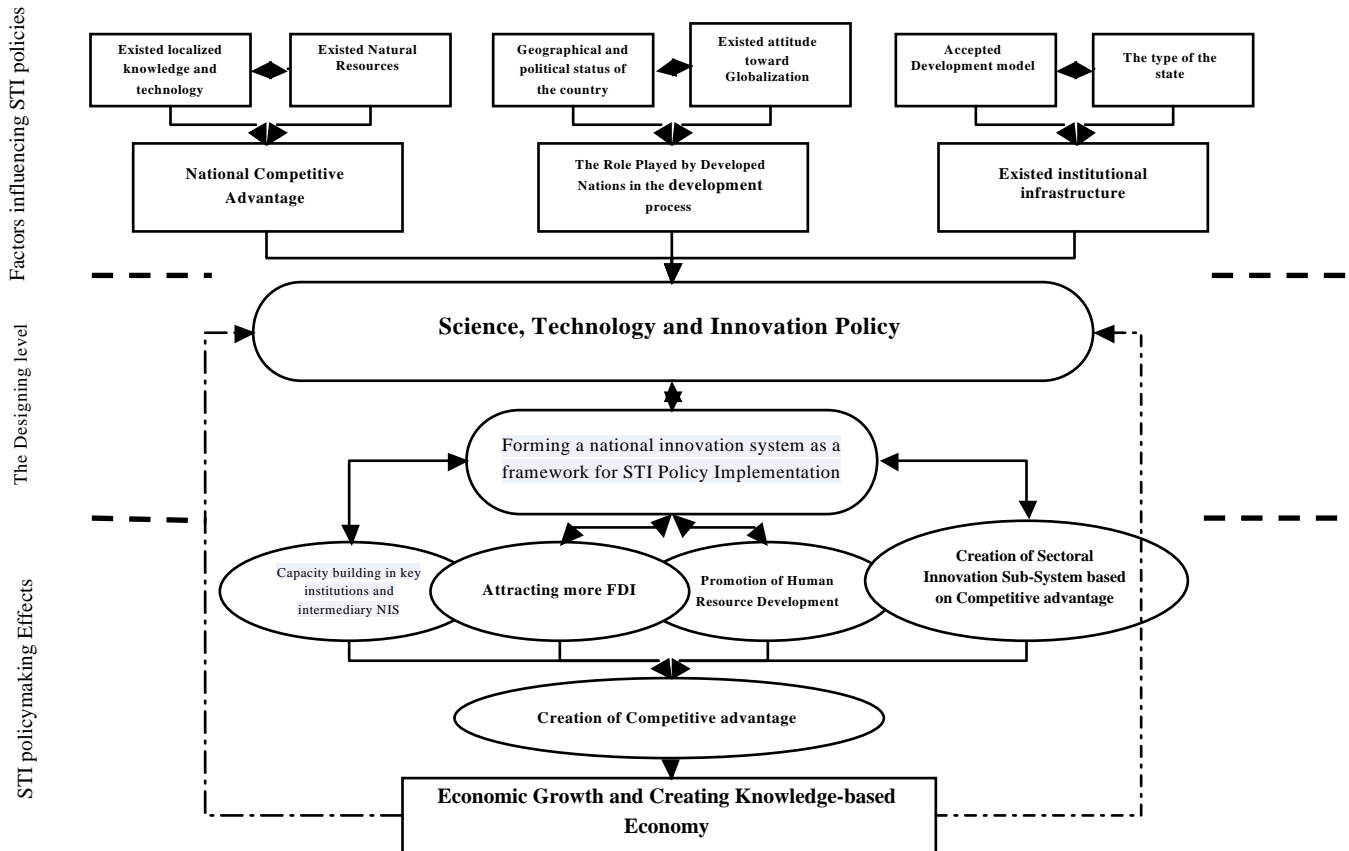 Factors influencing STI policies
Existed localized
knowledge and
technology
Existed Natural
Resources
Geographical and
political status of
the country
Existed attitude
toward
Globalization
Accepted
Development model
The type of the
state
National Competitive
Advantage
The Role Played by Developed
Nations in the development
process
Existed institutional
infrastructure
The Designing level
Science, Technology and Innovation Policy
Forming a national innovation system as a
framework for STI Policy Implementation
STI policymaking Effects
Capacity building in key
institutions and
intermediary NIS
Attracting more FDI
Promotion of Human
Resource Development
Creation of Sectoral
Innovation Sub-System based
on Competitive advantage
Creation of Competitive advantage
Economic Growth and Creating Knowledge-based
Economy